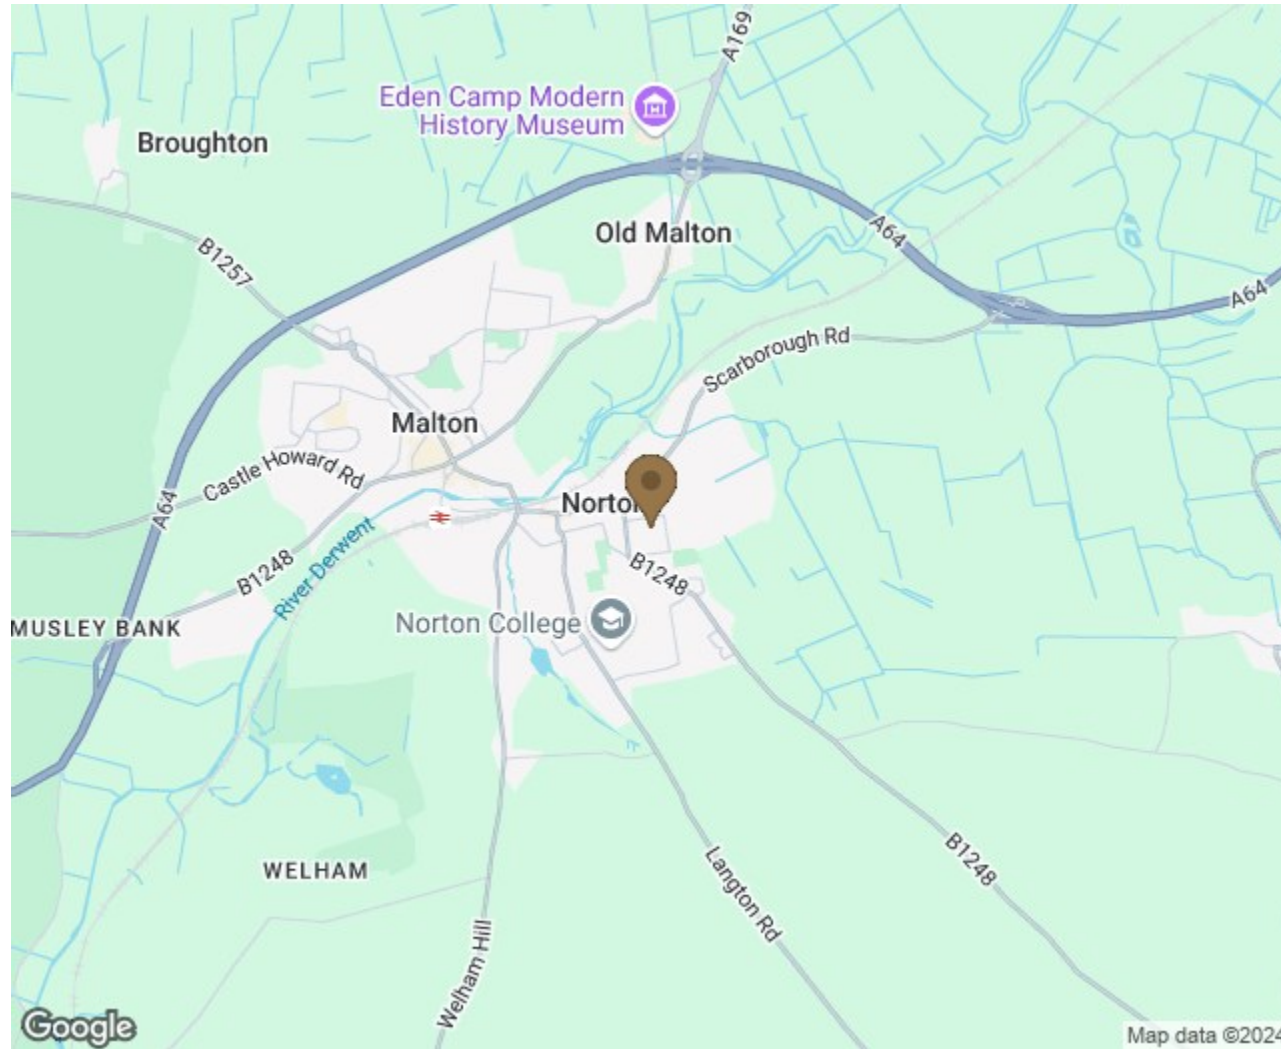 A169
Eden Camp Modern
History Museum
Broughton
Old Malton
A64
B1257
A64
Scarborough Rd
Malton
Castle Howard Rd
A64
Norton
River Derwent
B1248
B1248
MUSLEY BANK
Norton College
WELHAM
Langton Rd
B1248
Welham Hill
Google
Map data ©2024